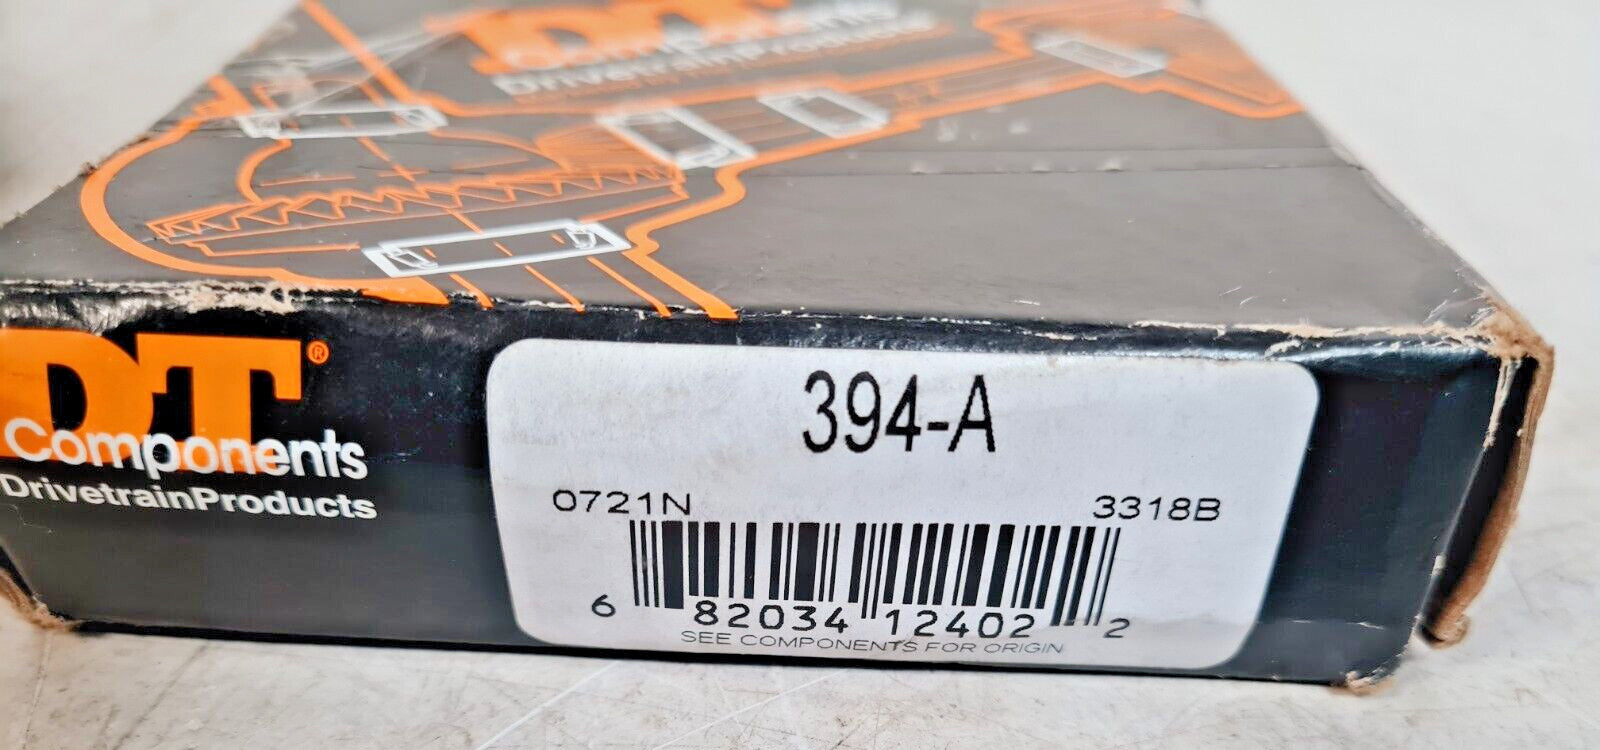 DT
Components
DrivetrainProducts
DT®
Components
DrivetrainProducts
394-A
0721N 3318B
6 82034 12402 2
SEE COMPONENTS FOR ORIGIN